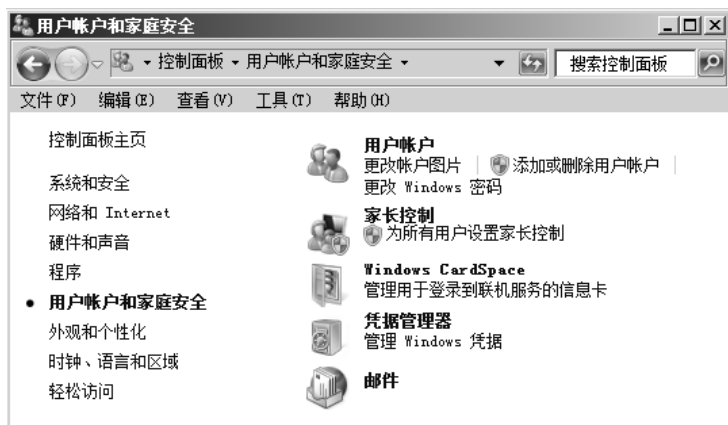 用户帐户和家庭安全
控制面板 用户帐户和家庭安全 搜索控制面板
文件(F) 编辑(E) 查看(V) 工具(T) 帮助(H)
控制面板主页
系统和安全
网络和 Internet
硬件和声音
程序
用户帐户和家庭安全
外观和个性化
时钟、语言和区域
轻松访问
用户帐户
更改帐户图片 添加或删除用户帐户
更改 Windows 密码
家长控制
为所有用户设置家长控制
Windows CardSpace
管理用于登录到联机服务的信息卡
凭据管理器
管理 Windows 凭据
邮件